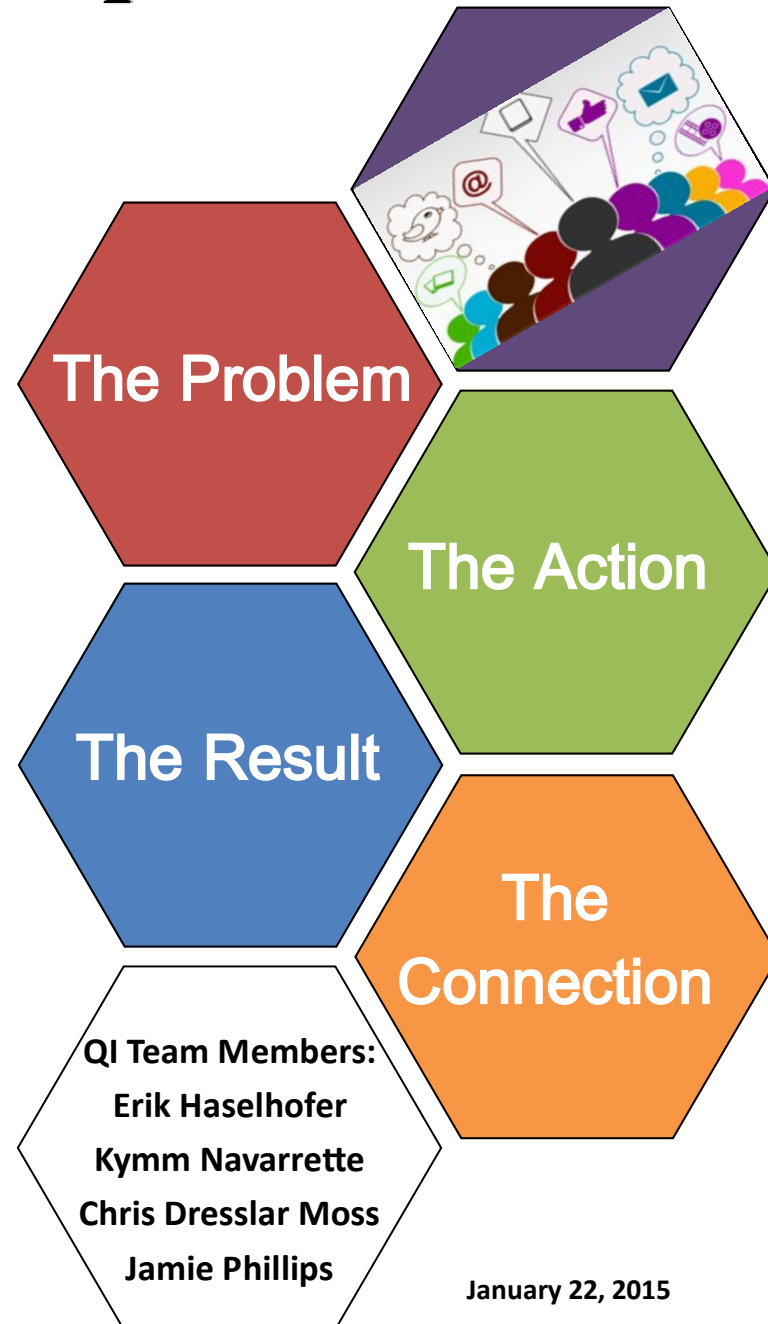 @
The Problem
The Action
The Result
The
Connection
QI Team Members:
Erik Haselhofer
Kymm Navarrette
Chris Dresslar Moss
Jamie Phillips
January 22, 2015